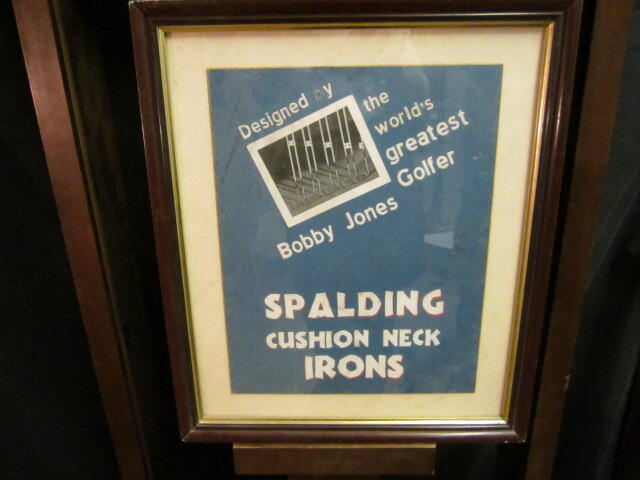 Designed by
the
world's
greatest
Golfer
Bobby Jones
SPALDING
CUSHION NECK
IRONS